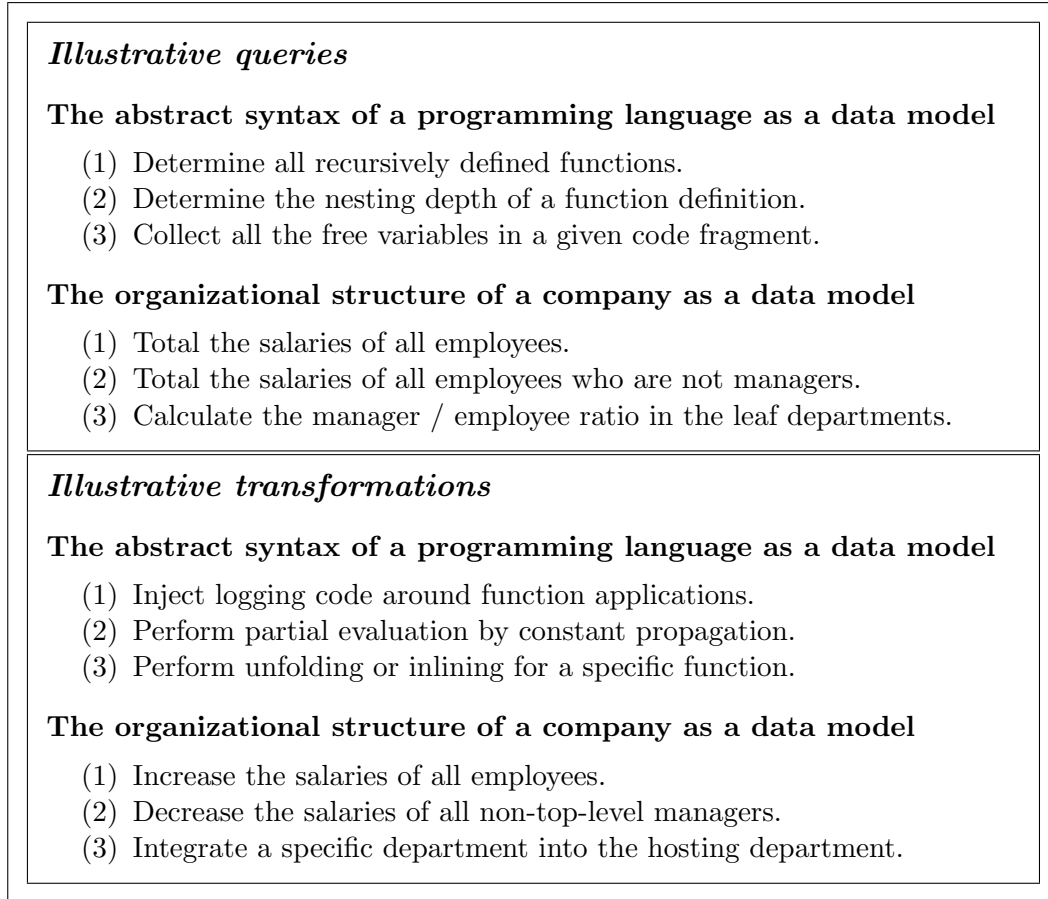 Illustrative queries
The abstract syntax of a programming language as a data model
(1) Determine all recursively defined functions.
(2) Determine the nesting depth of a function definition.
(3) Collect all the free variables in a given code fragment.
The organizational structure of a company as a data model
(1) Total the salaries of all employees.
(2) Total the salaries of all employees who are not managers.
(3) Calculate the manager / employee ratio in the leaf departments.
Illustrative transformations
The abstract syntax of a programming language as a data model
(1) Inject logging code around function applications.
(2) Perform partial evaluation by constant propagation.
(3) Perform unfolding or inlining for a specific function.
The organizational structure of a company as a data model
(1) Increase the salaries of all employees.
(2) Decrease the salaries of all non-top-level managers.
(3) Integrate a specific department into the hosting department.